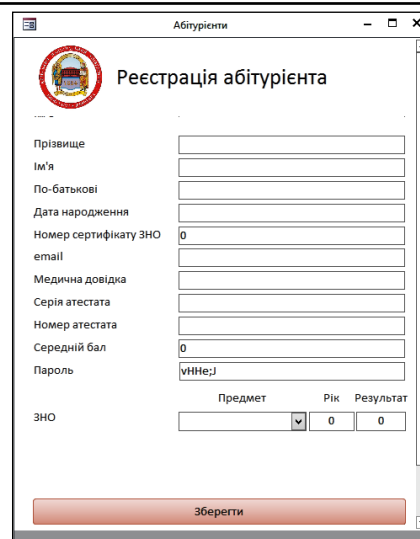 Абітурієнти
Реєстрація абітурієнта
Прізвище
Ім'я
По-батькові
Дата народження
Номер сертифікату ЗНО 0
email
Медична довідка
Серія атестата
Номер атестата
Середній бал 0
Пароль vHHe;J
Предмет Рік Результат
ЗНО 0 0
Зберегти